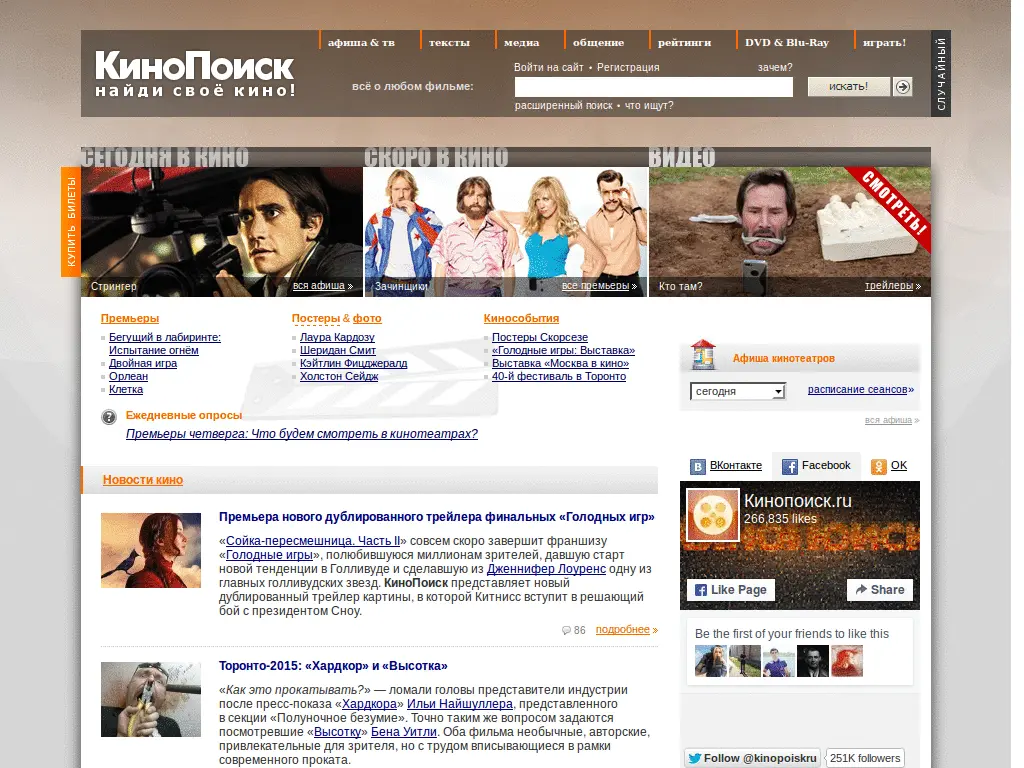 афиша & тв
тексты
медиа
общение
рейтинги
DVD & Blu-Ray
играть!
КиноПоиск
найди своё кино!
Войти на сайт • Регистрация
зачем?
всё о любом фильме:
искать!
расширенный поиск • что ищут?
СЛУЧАЙНЫЙ
СЕГОДНЯ В КИНО
СКОРО В КИНО
ВИДЕО
КУПИТЬ БИЛЕТЫ
СМОТРЕТЬ!
Стрингер
вся афиша »
Зачинщики
все премьеры »
Кто там?
трейлеры »
Премьеры
Бегущий в лабиринте:
Испытание огнём
Двойная игра
Орлеан
Клетка
Постеры & фото
Лаура Кардозу
Шеридан Смит
Кэйтлин Фицджералд
Холстон Сейдж
Кинособытия
Постеры Скорсезе
«Голодные игры: Выставка»
Выставка «Москва в кино»
40-й фестиваль в Торонто
Афиша кинотеатров
сегодня
расписание сеансов»
вся афиша »
? Ежедневные опросы
Премьеры четверга: Что будем смотреть в кинотеатрах?
Новости кино
Премьера нового дублированного трейлера финальных «Голодных игр»
«Сойка-пересмешница. Часть II» совсем скоро завершит франшизу
«Голодные игры», полюбившуюся миллионам зрителей, давшую старт
новой тенденции в Голливуде и сделавшую из Дженнифер Лоуренс одну из
главных голливудских звезд. КиноПоиск представляет новый
дублированный трейлер картины, в которой Китнисс вступит в решающий
бой с президентом Сноу.
86 подробнее »
Торонто-2015: «Хардкор» и «Высотка»
«Как это прокатывать?» — ломали головы представители индустрии
после пресс-показа «Хардкора» Ильи Найшуллера, представленного
в секции «Полуночное безумие». Точно таким же вопросом задаются
посмотревшие «Высотку» Бена Уитли. Оба фильма необычные, авторские,
привлекательные для зрителя, но с трудом вписывающиеся в рамки
современного проката.
ВКонтакте
Facebook
OK
Кинопоиск.ru
266,835 likes
Like Page
Share
Be the first of your friends to like this
Follow @kinopoiskru
251K followers